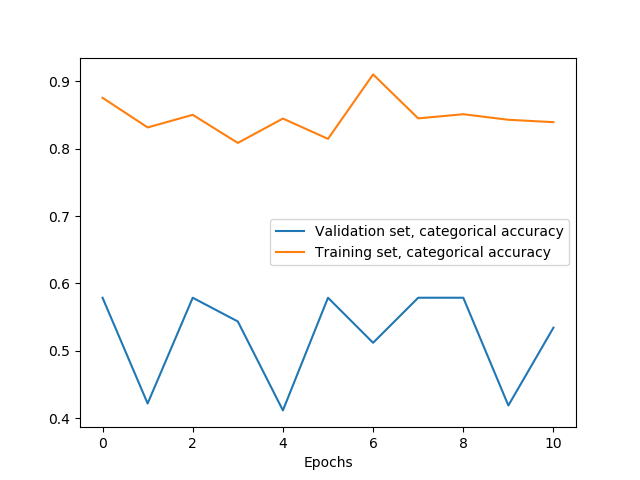 0.9
0.8
0.7
0.6
0.5
0.4
Validation set, categorical accuracy
Training set, categorical accuracy
0 2 4 6 8 10
Epochs